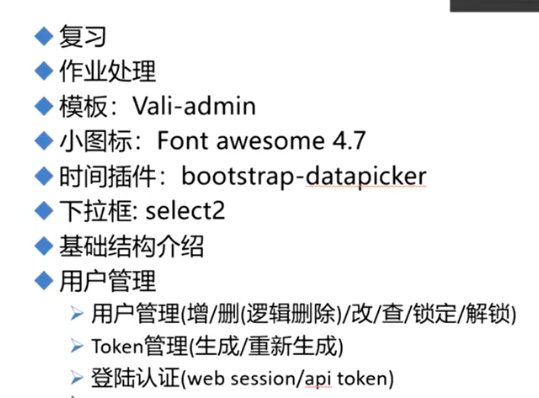 复习
作业处理
模板：Vali-admin
小图标：Font awesome 4.7
时间插件：bootstrap-datapicker
下拉框: select2
基础结构介绍
用户管理
用户管理(增/删(逻辑删除)/改/查/锁定/解锁)
Token管理(生成/重新生成)
登陆认证(web session/api token)